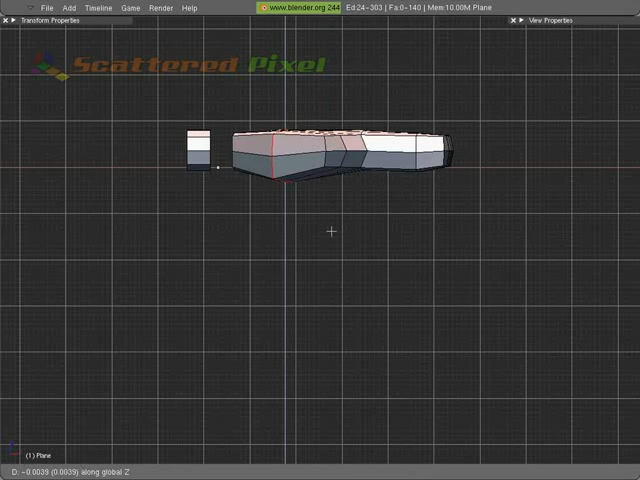 File Add Timeline Game Render Help www.blender.org 244 Ed:24-303 | Fa:0-140 | Mem:10.00M Plane
Transform Properties View Properties
Scattered Pixel
(1) Plane
D: -0.0039 (0.0039) along global Z